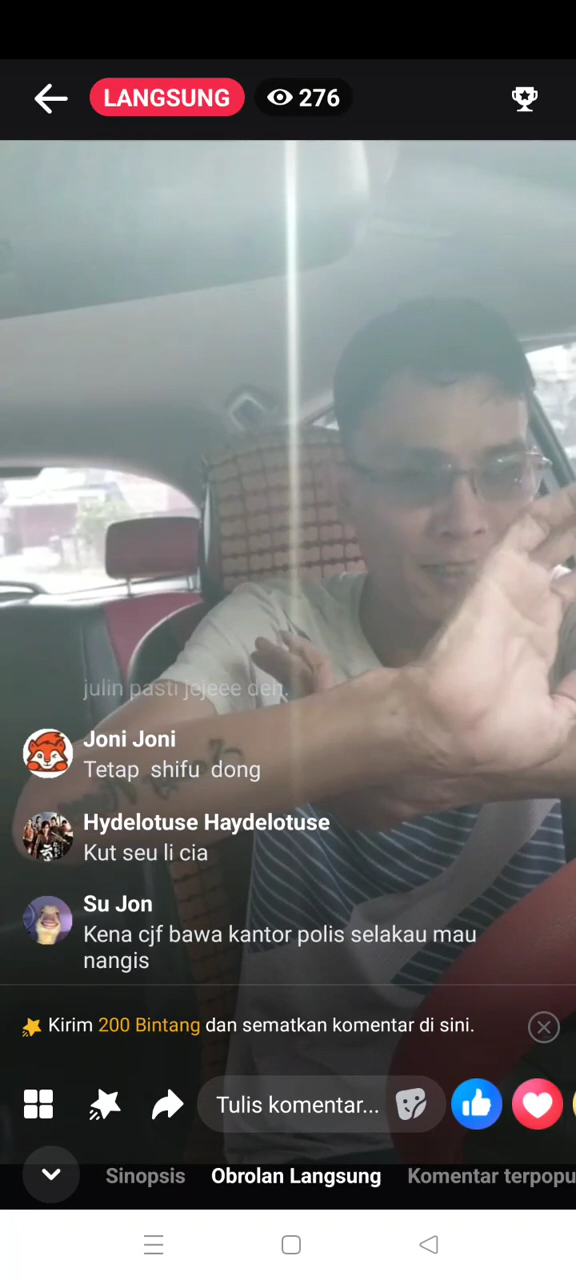 LANGSUNG
276
julin pasti jejeee deh.
Joni Joni
Tetap shifu dong
Hydelotuse Haydelotuse
Kut seu li cia
Su Jon
Kena cjf bawa kantor polis selakau mau
nangis
Kirim 200 Bintang dan sematkan komentar di sini.
Tulis komentar...
Sinopsis
Obrolan Langsung
Komentar terpopu